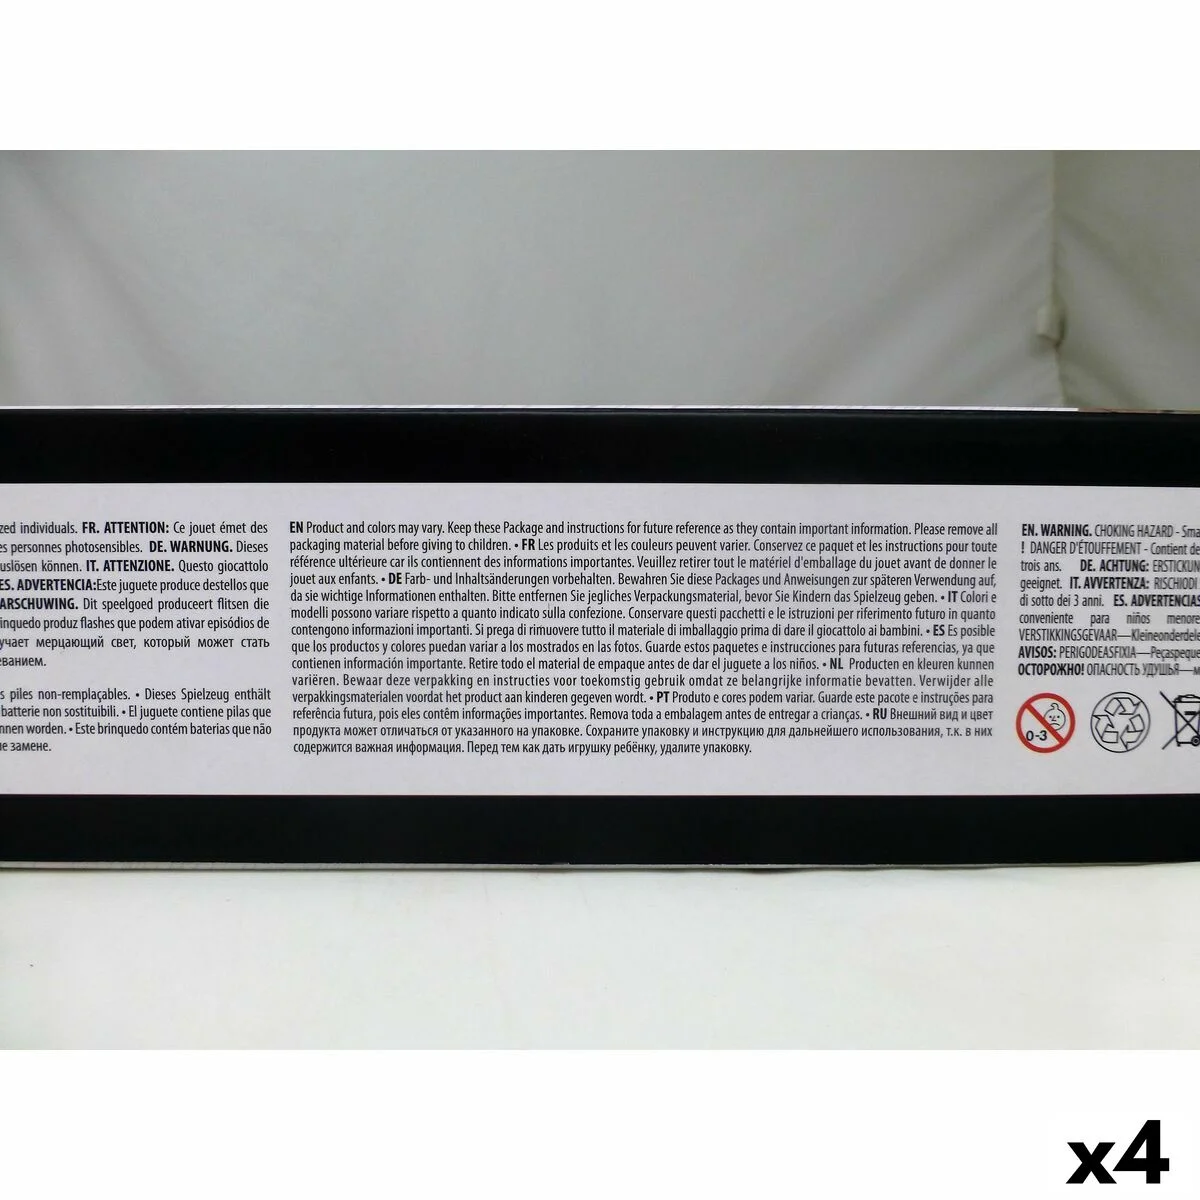 zed individuals. FR. ATTENTION: Ce jouet émet des
es personnes photosensibles. DE. WARNUNG. Dieses
uslösen können. IT. ATTENZIONE. Questo giocattolo
ES. ADVERTENCIA:Este juguete produce destellos que
ARSCHUWING. Dit speelgoed produceert flitsen die
inquedo produz flashes que podem ativar episódios de
учает мерцающий свет, который может стать
еванием.
s piles non-remplaçables. • Dieses Spielzeug enthält
batterie non sostituibili. • El juguete contiene pilas que
nnen worden. • Este brinquedo contém baterias que não
е замене.
EN Product and colors may vary. Keep these Package and instructions for future reference as they contain important information. Please remove all
packaging material before giving to children. • FR Les produits et les couleurs peuvent varier. Conservez ce paquet et les instructions pour toute
référence ultérieure car ils contiennent des informations importantes. Veuillez retirer tout le matériel d'emballage du jouet avant de donner le
jouet aux enfants. • DE Farb- und Inhaltsänderungen vorbehalten. Bewahren Sie diese Packages und Anweisungen zur späteren Verwendung auf,
da sie wichtige Informationen enthalten. Bitte entfernen Sie jegliches Verpackungsmaterial, bevor Sie Kindern das Spielzeug geben. • IT Colori e
modelli possono variare rispetto a quanto indicato sulla confezione. Conservare questi pacchetti e le istruzioni per riferimento futuro in quanto
contengono informazioni importanti. Si prega di rimuovere tutto il materiale di imballaggio prima di dare il giocattolo ai bambini. • ES Es posible
que los productos y colores puedan variar a los mostrados en las fotos. Guarde estos paquetes e instrucciones para futuras referencias, ya que
contienen información importante. Retire todo el material de empaque antes de dar el juguete a los niños. • NL Producten en kleuren kunnen
variëren. Bewaar deze verpakking en instructies voor toekomstig gebruik omdat ze belangrijke informatie bevatten. Verwijder alle
verpakkingsmaterialen voordat het product aan kinderen gegeven wordt. • PT Produto e cores podem variar. Guarde este pacote e instruções para
referência futura, pois eles contêm informações importantes. Remova toda a embalagem antes de entregar a crianças. • RU Внешний вид и цвет
продукта может отличаться от указанного на упаковке. Сохраните упаковку и инструкцию для дальнейшего использования, т.к. в них
содержится важная информация. Перед тем как дать игрушку ребёнку, удалите упаковку.
EN. WARNING. CHOKING HAZARD - Sma
! DANGER D'ÉTOUFFEMENT - Contient de
trois ans. DE. ACHTUNG: ERSTICKUN
geeignet. IT. AVVERTENZA: RISCHIO DI
di sotto dei 3 anni. ES. ADVERTENCIAS
conveniente para niños menore
VERSTIKKINGSGEVAAR—Kleineonderdele
AVISOS: PERIGODEASFIXIA—Peçaspeque
ОСТОРОЖНО! ОПАСНОСТЬ УДУШЬЯ—м
0-3
x4